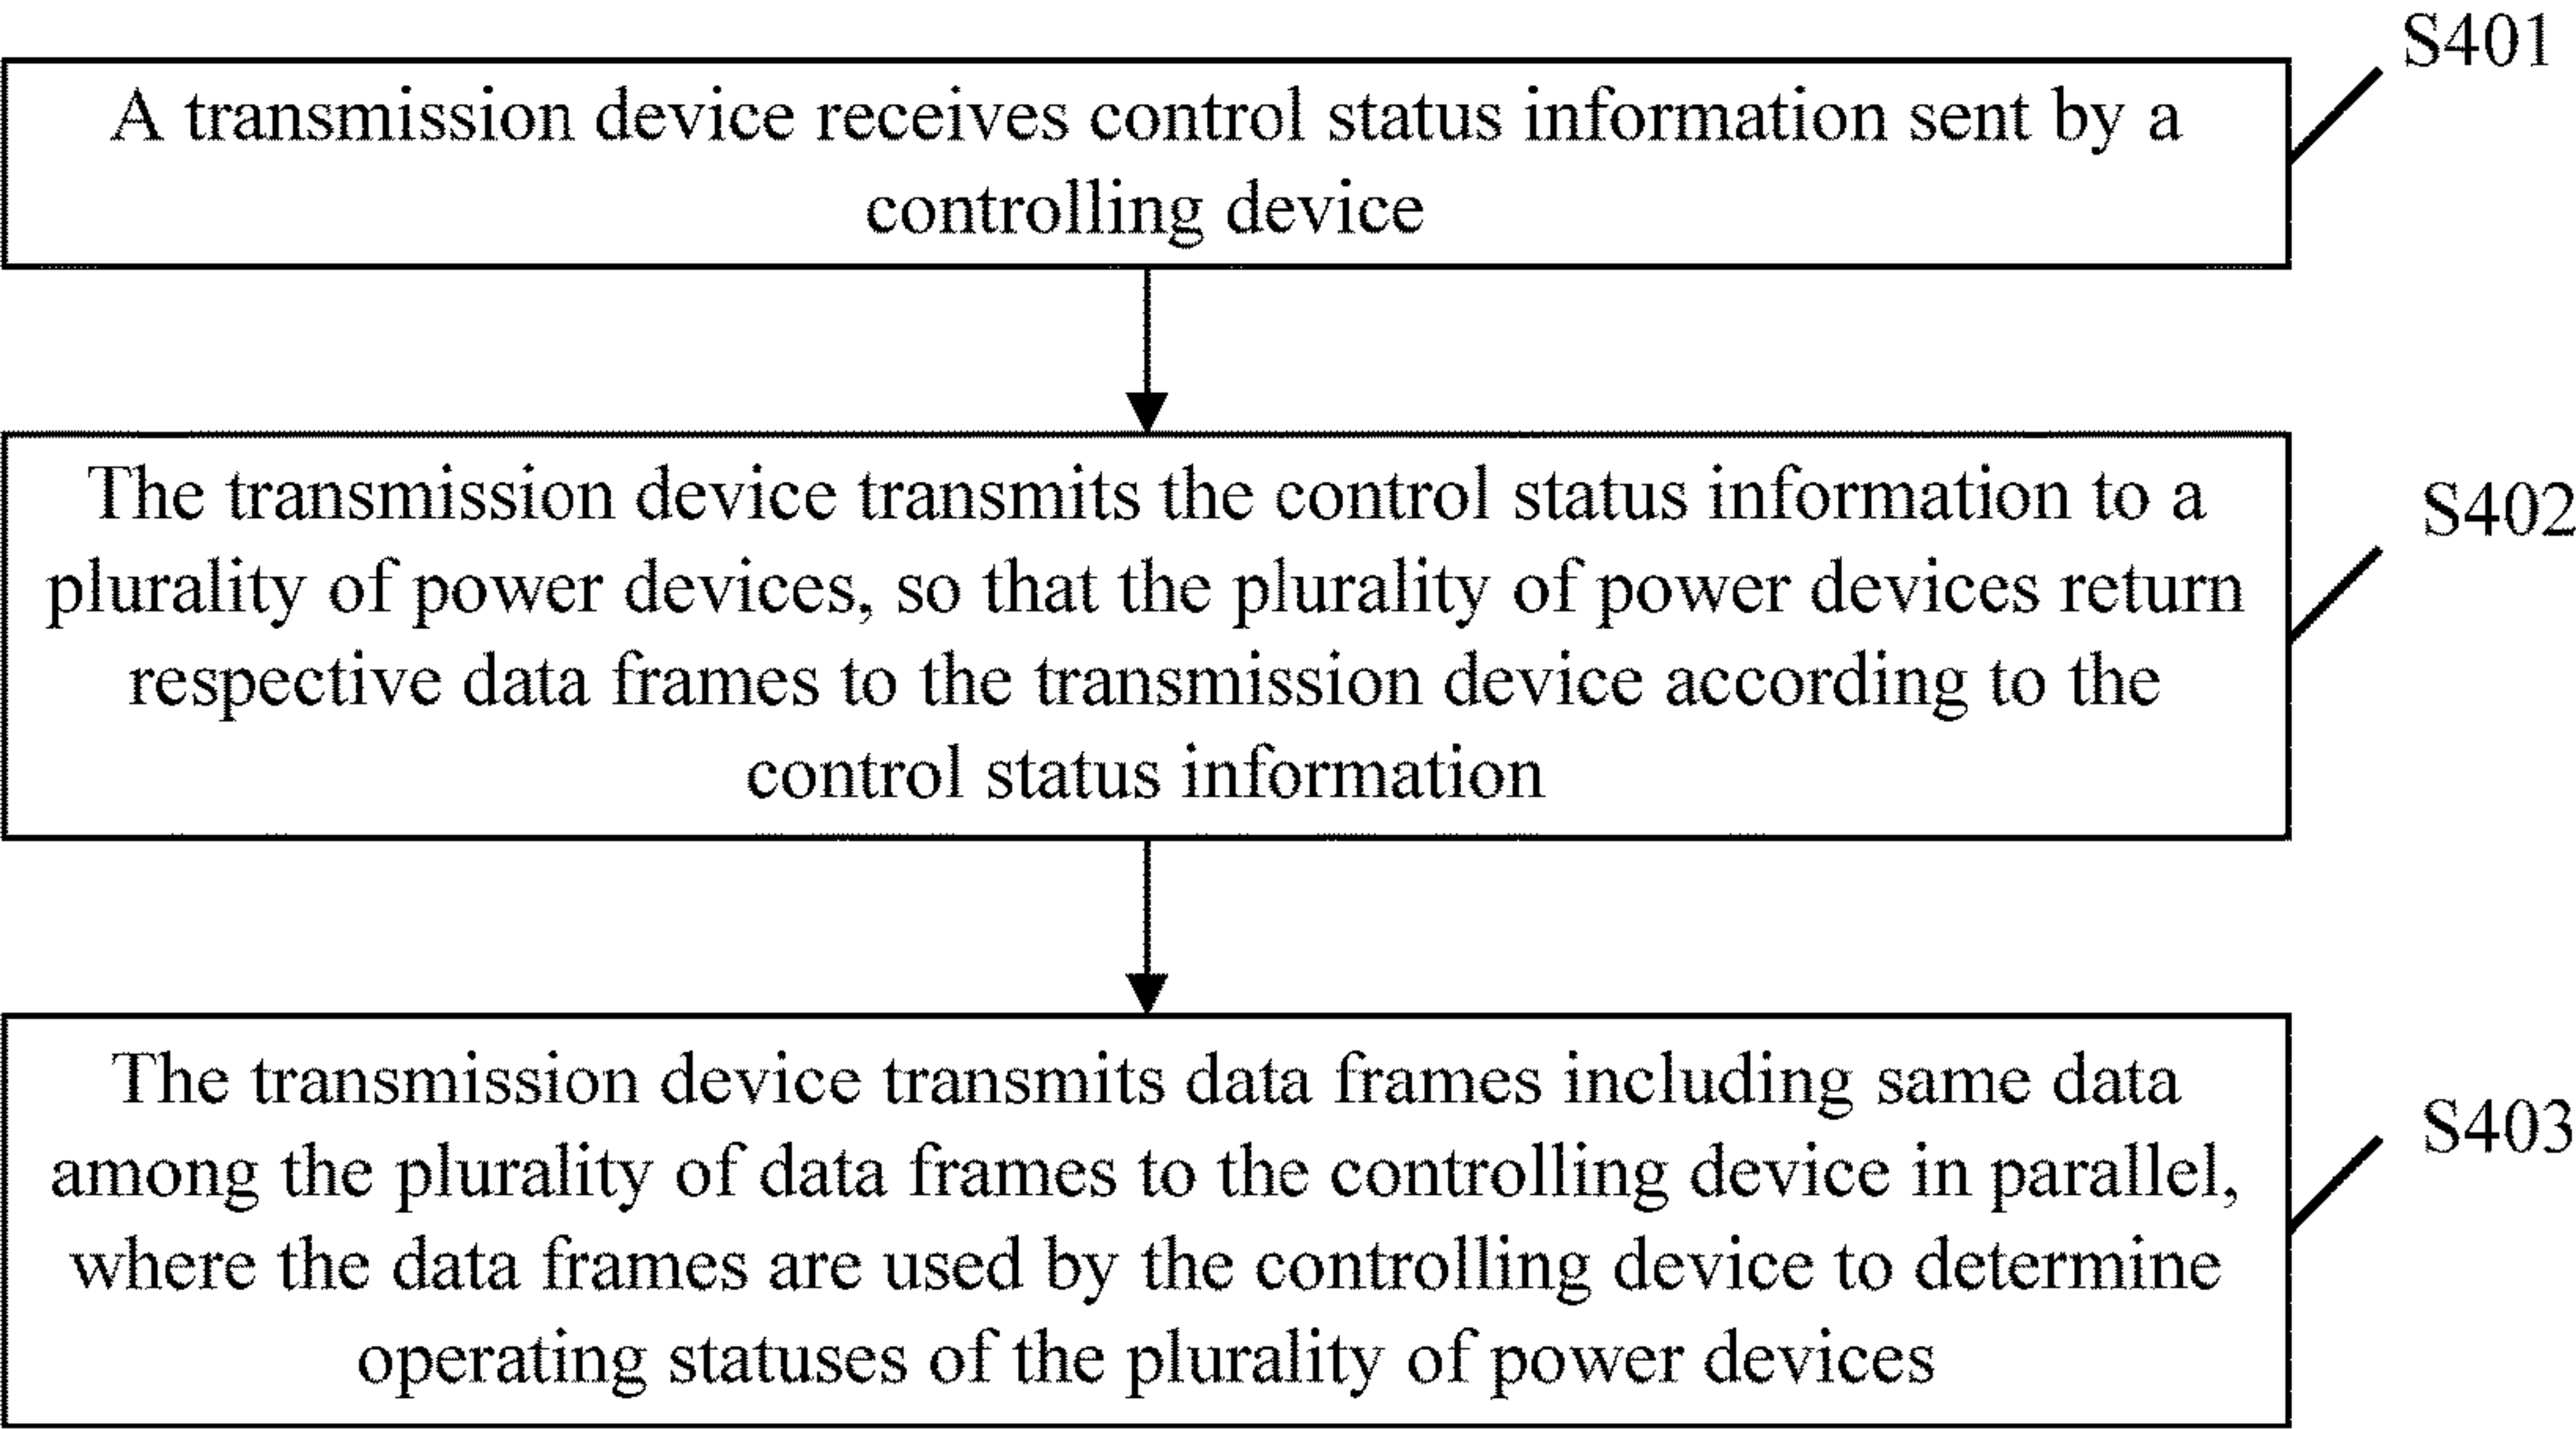 S401
A transmission device receives control status information sent by a
controlling device
S402
The transmission device transmits the control status information to a
plurality of power devices, so that the plurality of power devices return
respective data frames to the transmission device according to the
control status information
S403
The transmission device transmits data frames including same data
among the plurality of data frames to the controlling device in parallel,
where the data frames are used by the controlling device to determine
operating statuses of the plurality of power devices